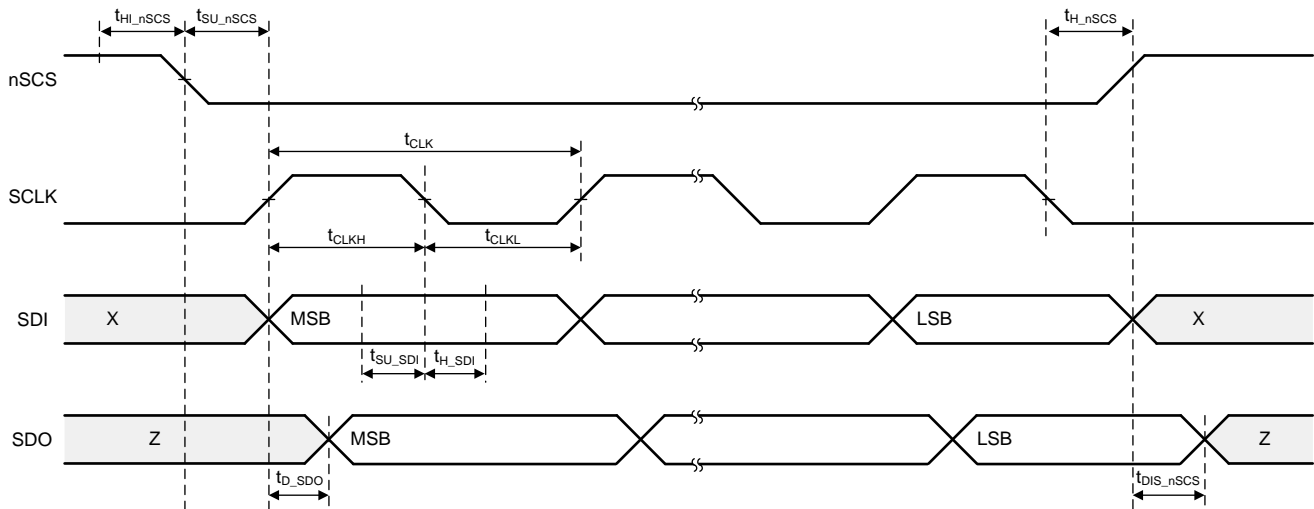 tHI_nSCS tSU_nSCS tH_nSCS
nSCS
tCLK
SCLK
tCLKH tCLKL
SDI X MSB LSB X
tSU_SDI tH_SDI
SDO Z MSB LSB Z
tD_SDO tDIS_nSCS